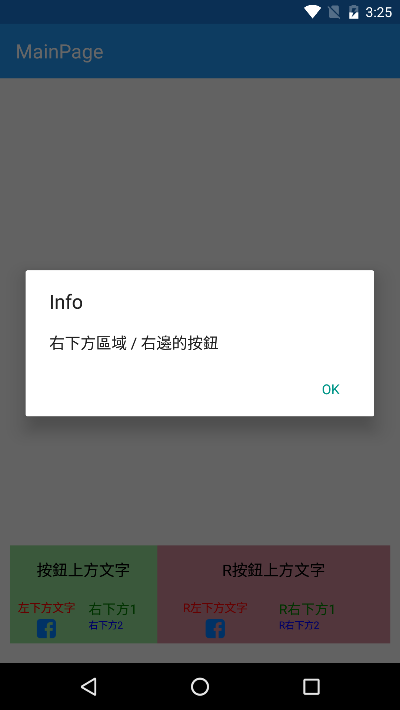 3:25
MainPage
Info
右下方區域 / 右邊的按鈕
OK
按鈕上方文字
R按鈕上方文字
左下方文字
右下方1
R左下方文字
R右下方1
右下方2
R右下方2